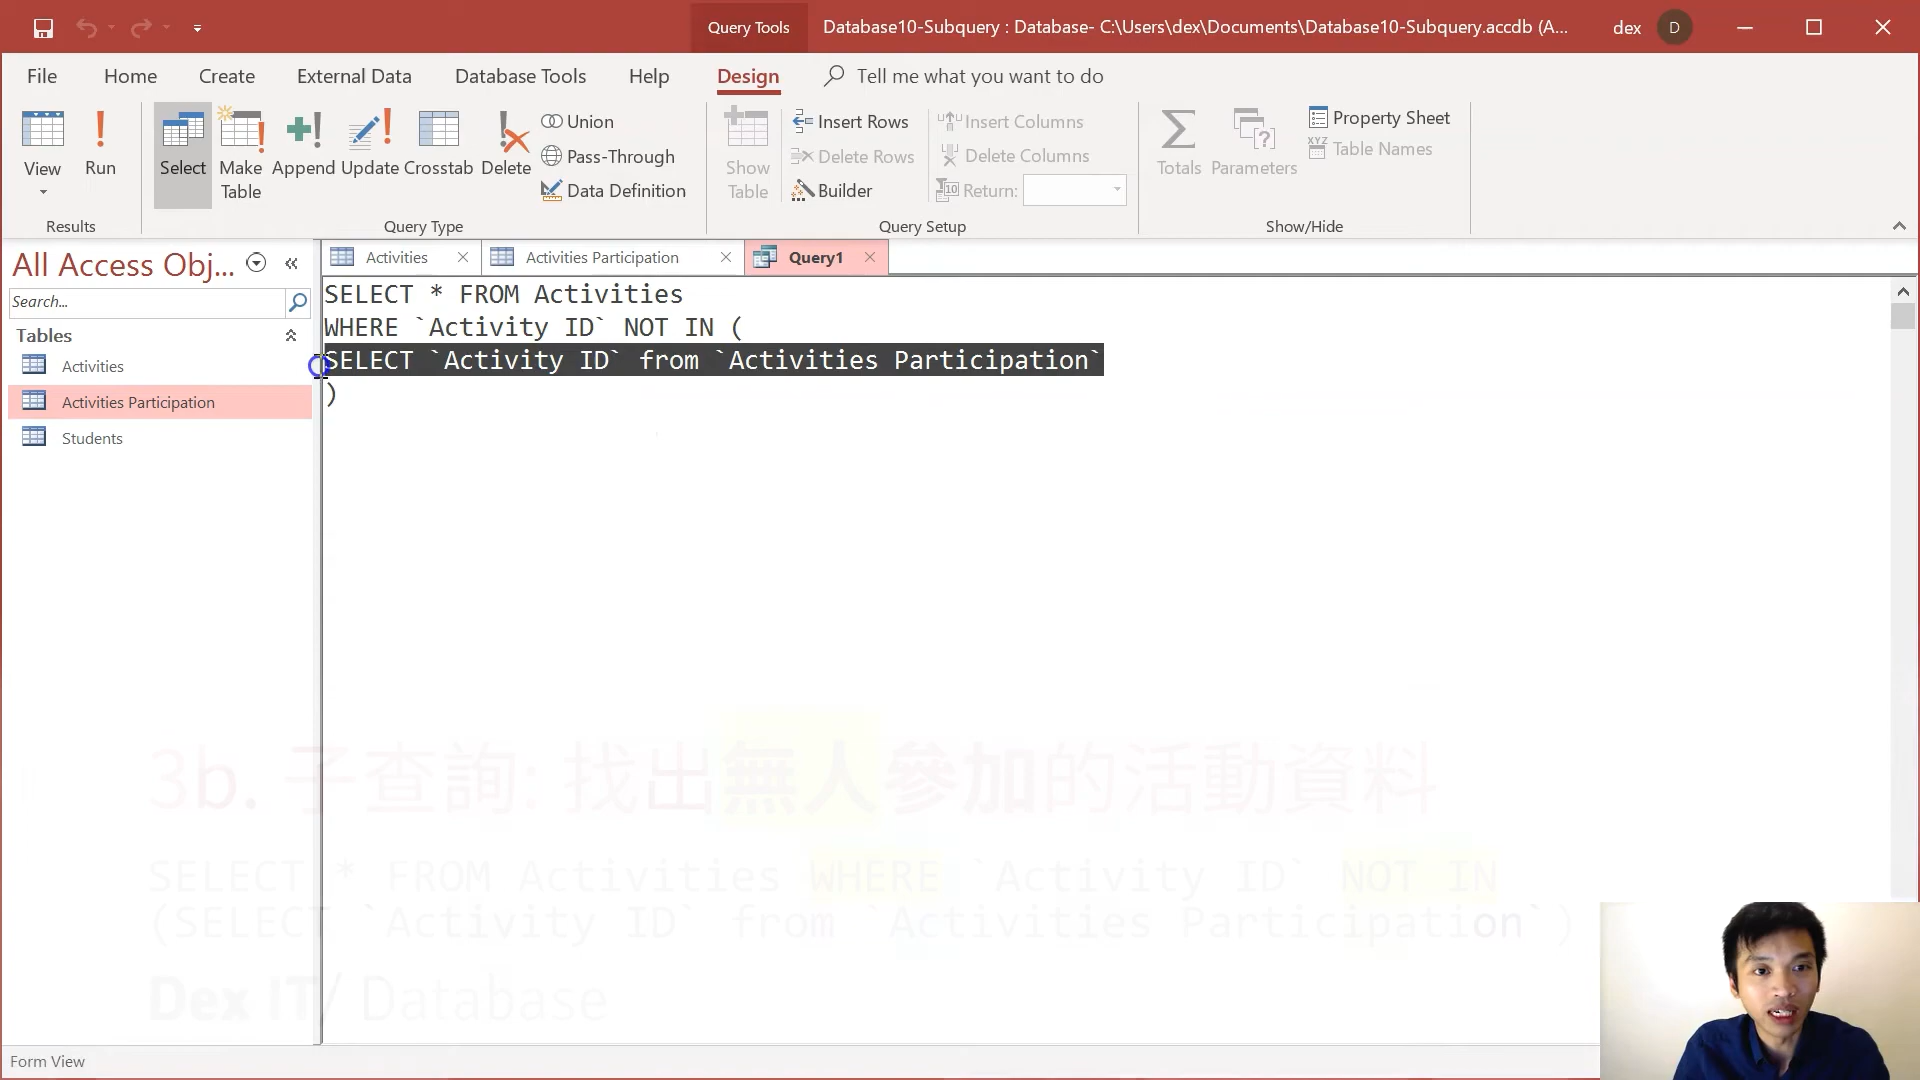 Query Tools
Database10-Subquery : Database- C:\Users\dex\Documents\Database10-Subquery.accdb (A...
dex
D
File
Home
Create
External Data
Database Tools
Help
Design
Tell me what you want to do
View
Run
Select
Make Table
Append
Update
Crosstab
Delete
Union
Pass-Through
Data Definition
Show Table
Insert Rows
Delete Rows
Builder
Insert Columns
Delete Columns
Return:
Totals
Parameters
Property Sheet
Table Names
Results
Query Type
Query Setup
Show/Hide
All Access Obj...
Search...
Tables
Activities
Activities Participation
Students
Activities
Activities Participation
Query1
SELECT * FROM Activities
WHERE `Activity ID` NOT IN (
SELECT `Activity ID` from `Activities Participation`
)
3b. 子查詢: 找出無人參加的活動資料
SELECT * FROM Activities WHERE `Activity ID` NOT IN
(SELECT `Activity ID` from `Activities Participation`)
Dex IT/ Database
Form View